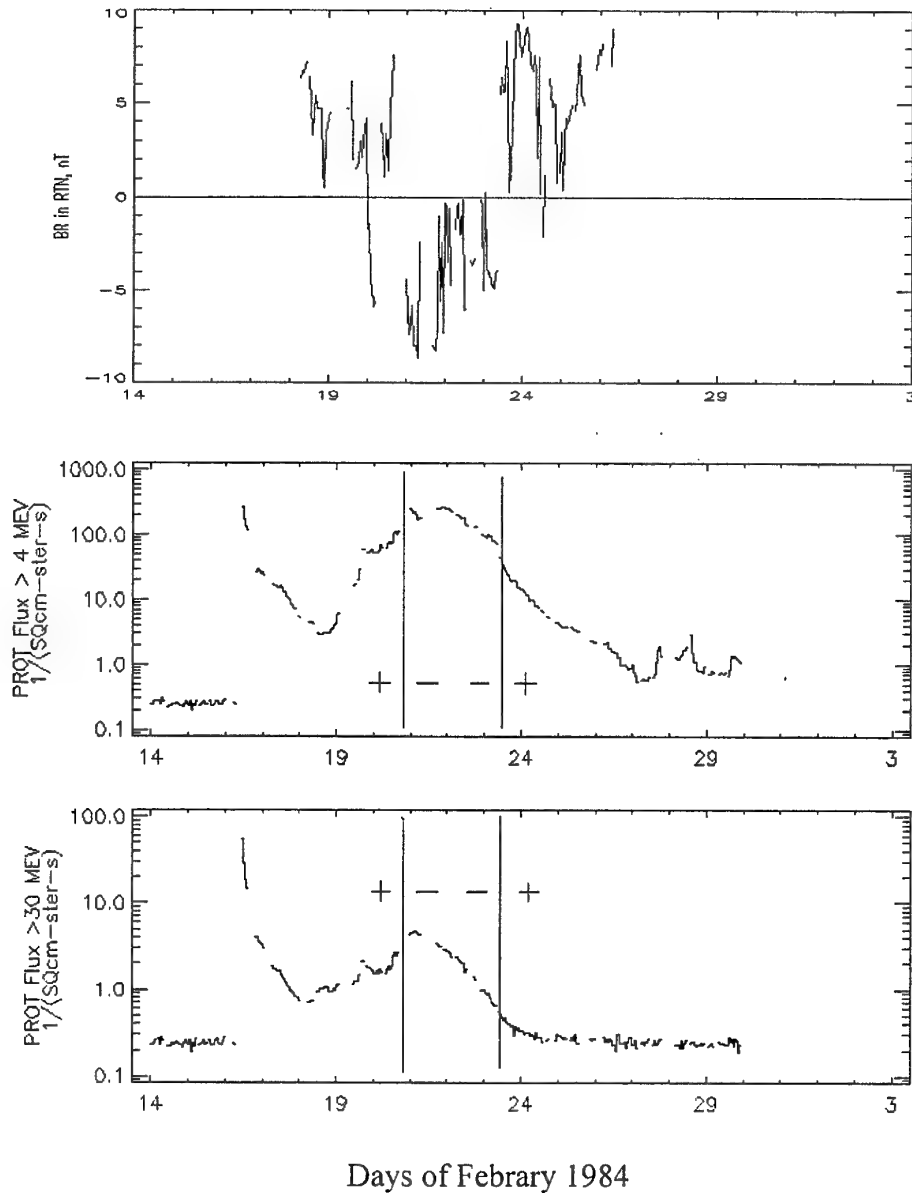 10
5
0
−5
−10
BR in RTN, nT
14 19 24 29 3
1000.0
100.0
10.0
1.0
0.1
PROT Flux > 4 MEV
1/(SQcm−ster−s)
+ − − +
14 19 24 29 3
100.0
10.0
1.0
0.1
PROT Flux >30 MEV
1/(SQcm−ster−s)
+ − − +
14 19 24 29 3
Days of Febrary 1984